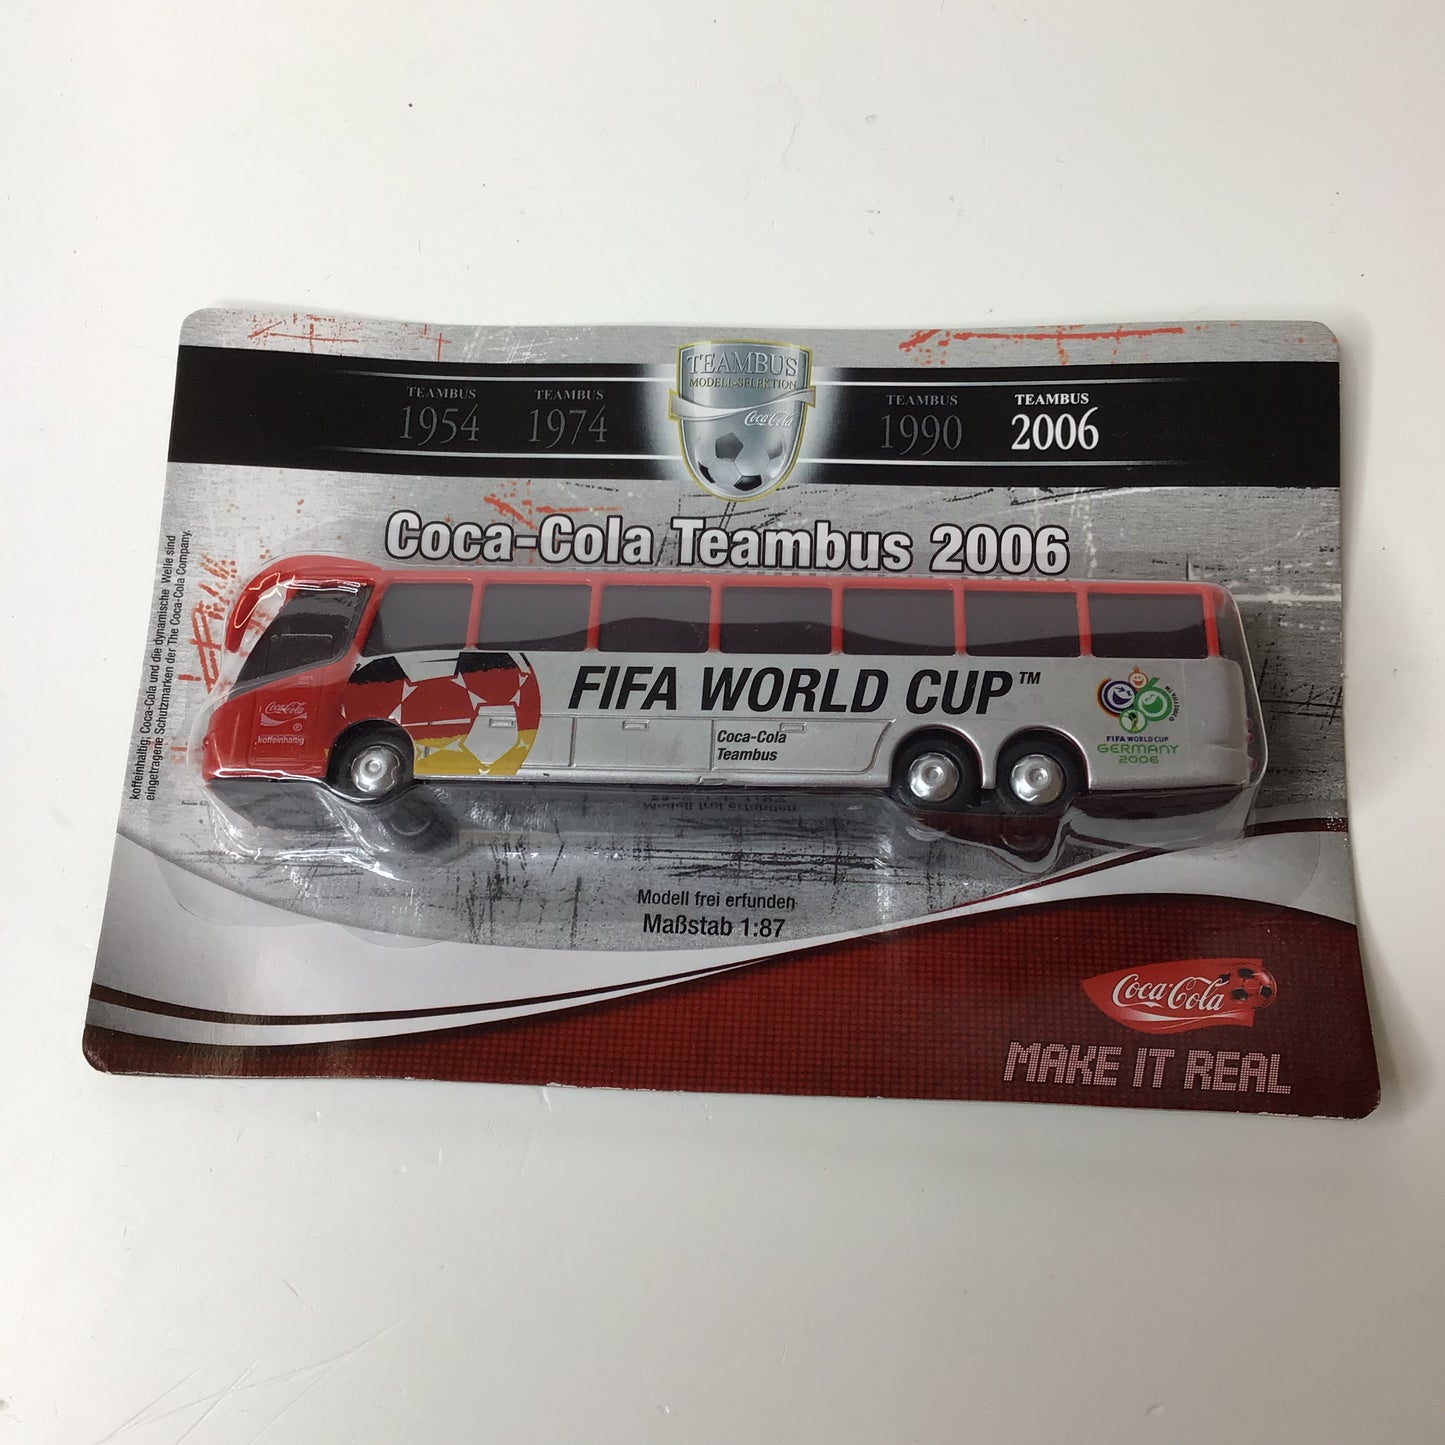 TEAMBUS
1954
TEAMBUS
1974
TEAMBUS
MODELL-SELEKTION
Coca-Cola
TEAMBUS
1990
TEAMBUS
2006
Coca-Cola Teambus 2006
koffeinhaltig; Coca-Cola und die dynamische Welle sind
eingetragene Schutzmarken der The Coca-Cola Company.
FIFA WORLD CUP™
Coca-Cola
Teambus
Coca-Cola
®
koffeinhaltig
FIFA WORLD CUP
GERMANY
2006
Modell frei erfunden
Modell frei erfunden
Maßstab 1:87
Coca-Cola
MAKE IT REAL